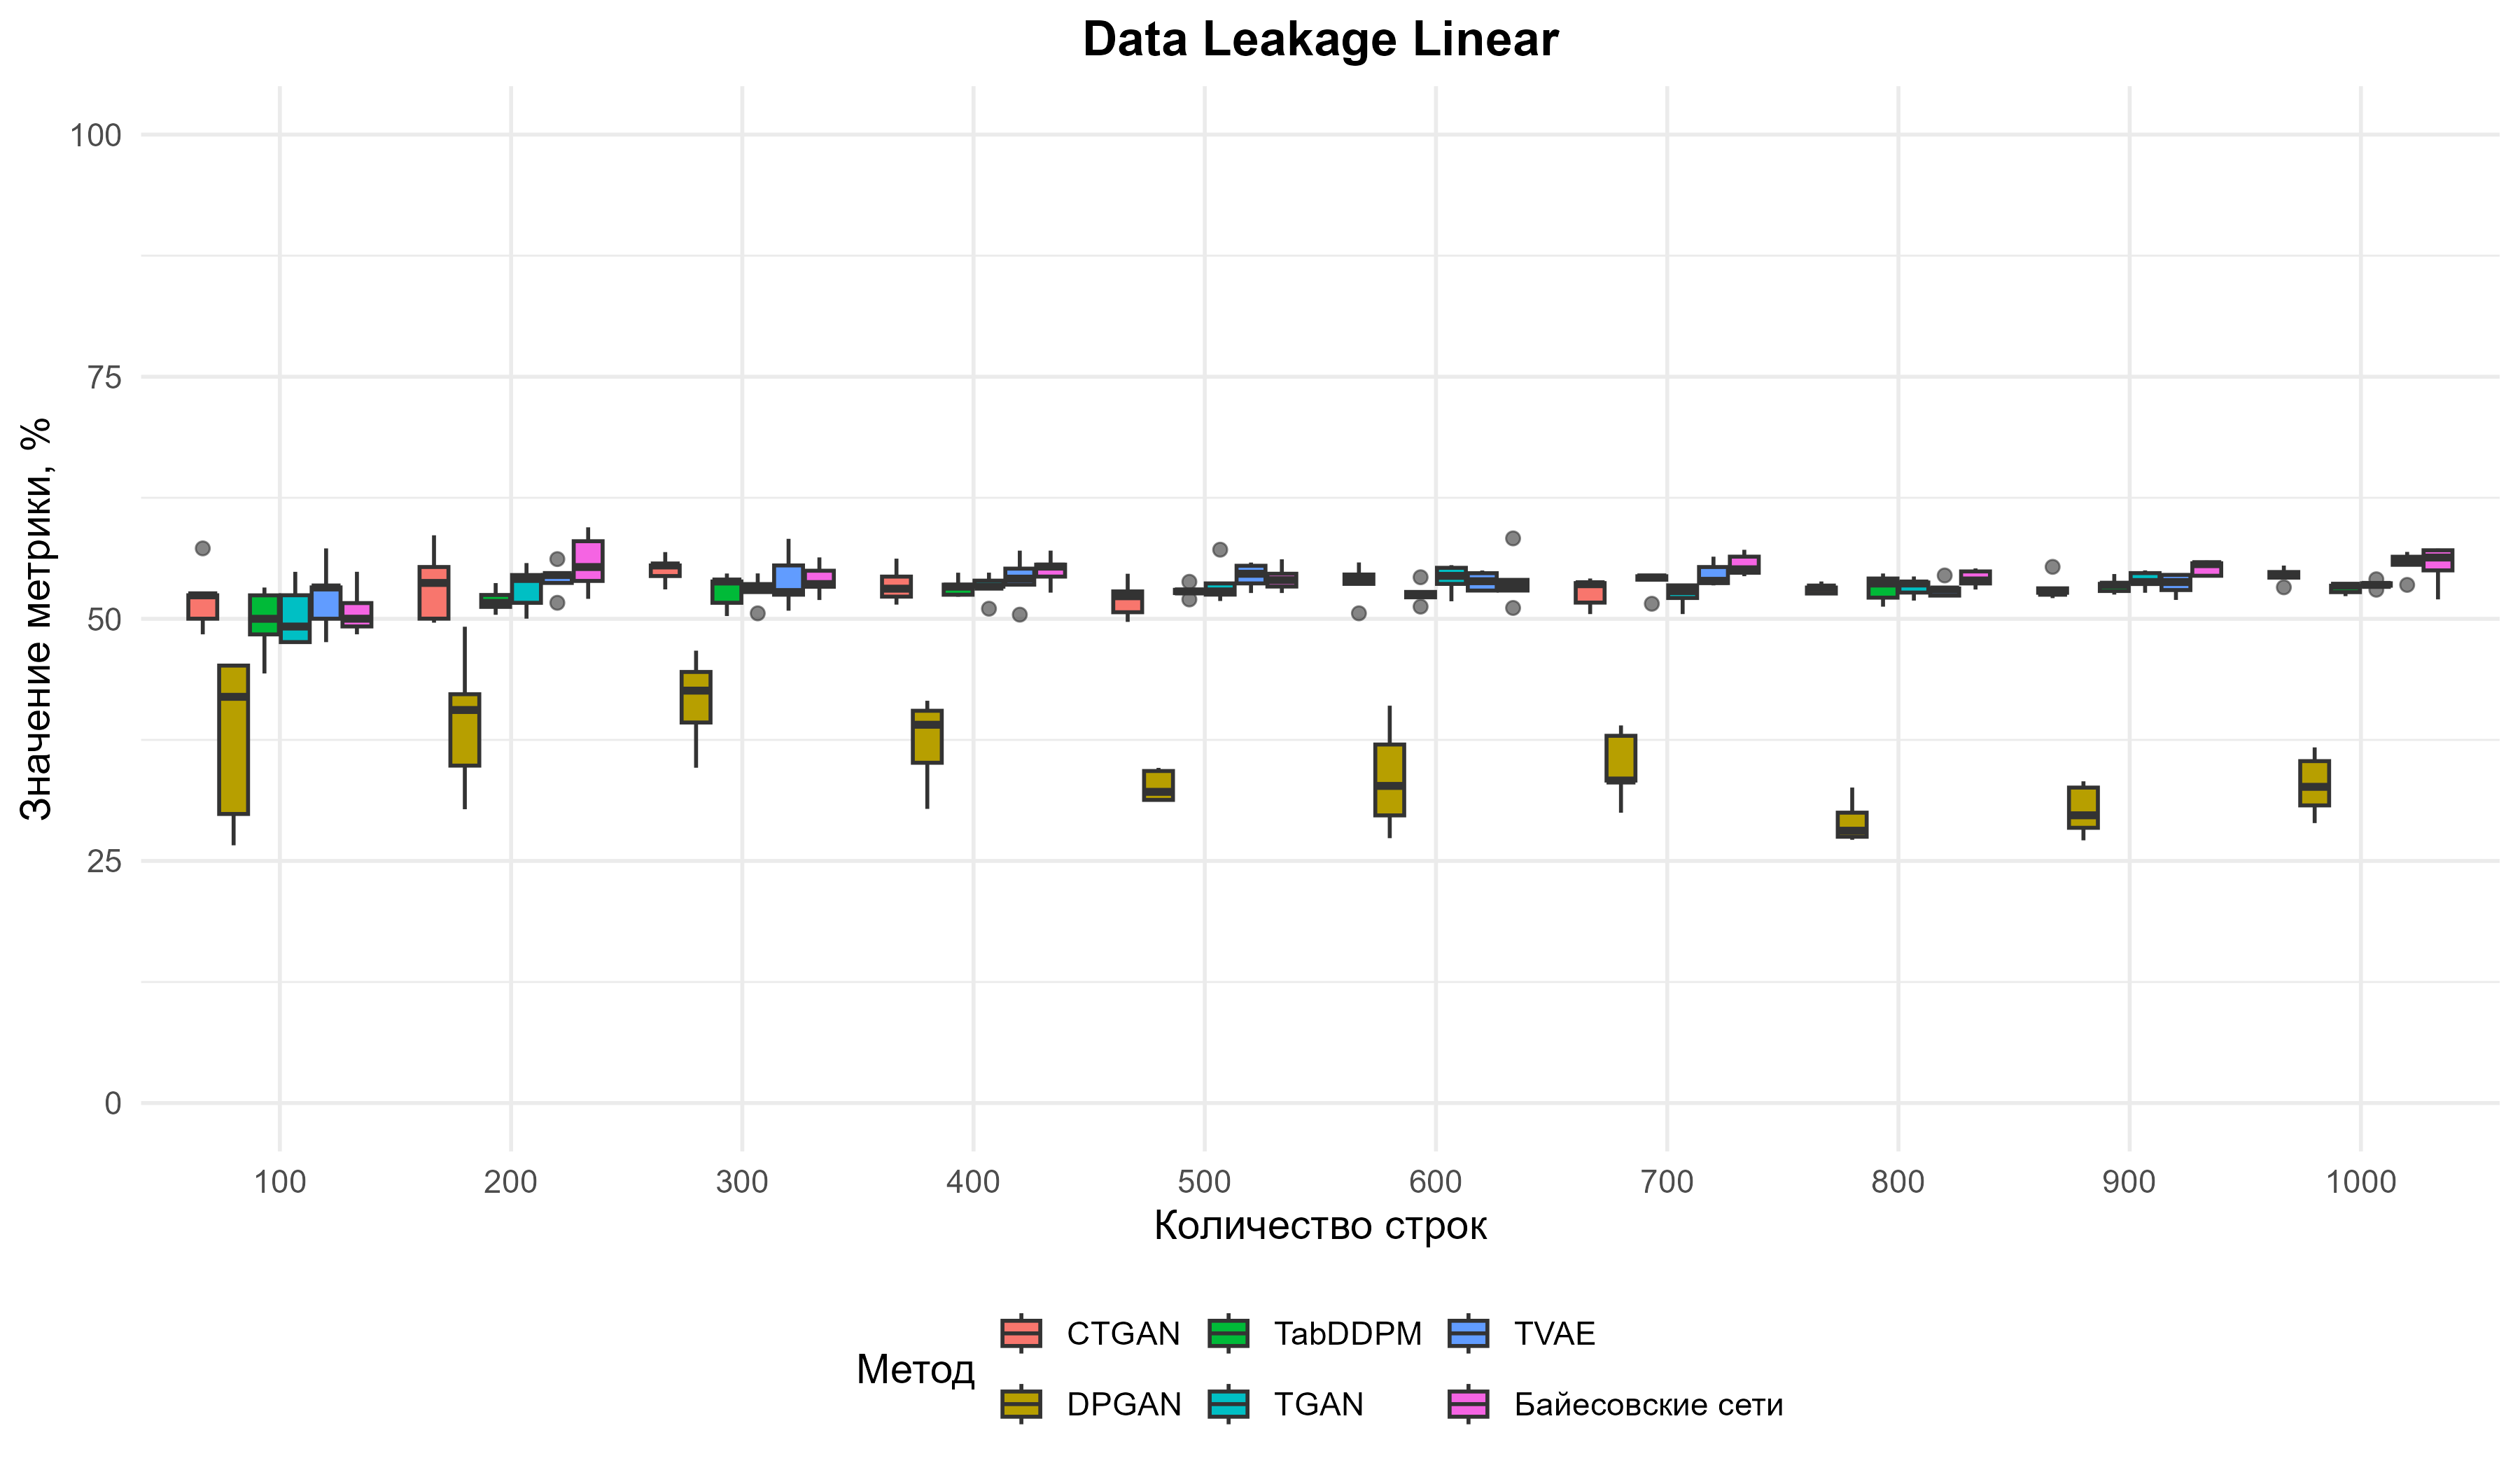 Data Leakage Linear
Значение метрики, %
100
75
50
25
0
100 200 300 400 500 600 700 800 900 1000
Количество строк
Метод
CTGAN TabDDPM TVAE
DPGAN TGAN Байесовские сети